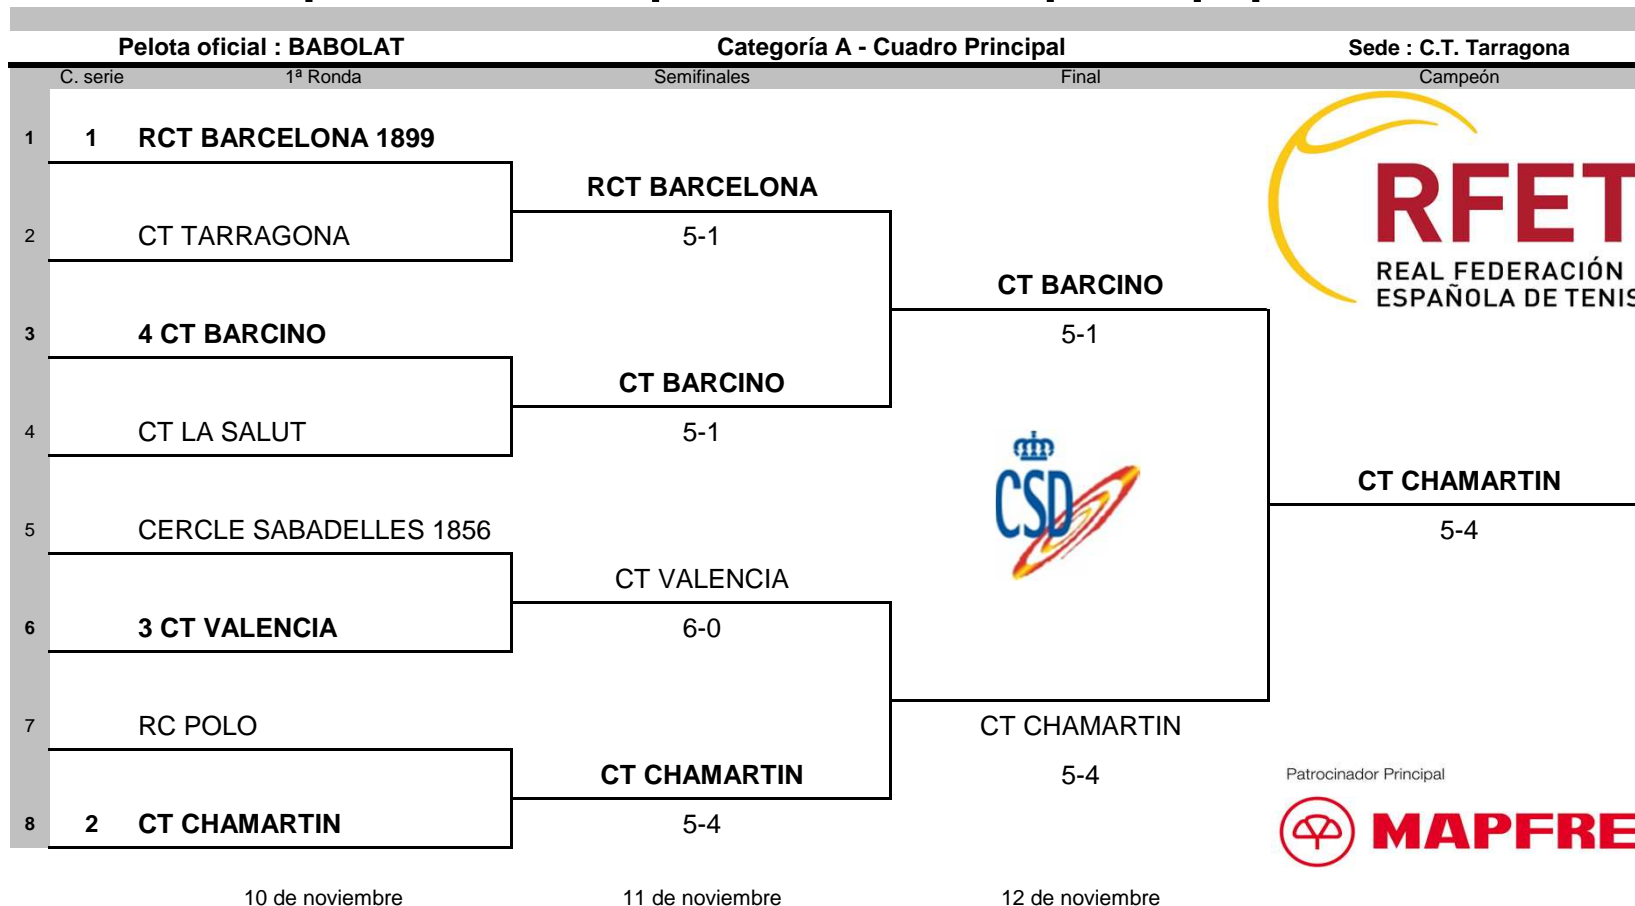 Pelota oficial : BABOLAT Categoría A - Cuadro Principal Sede : C.T. Tarragona
C. serie 1ª Ronda Semifinales Final Campeón
1 1 RCT BARCELONA 1899
RCT BARCELONA
2 CT TARRAGONA 5-1
CT BARCINO
3 4 CT BARCINO 5-1
CT BARCINO
4 CT LA SALUT 5-1
CT CHAMARTIN
5 CERCLE SABADELLES 1856 5-4
CT VALENCIA
6 3 CT VALENCIA 6-0
7 RC POLO CT CHAMARTIN
CT CHAMARTIN 5-4
8 2 CT CHAMARTIN 5-4
10 de noviembre 11 de noviembre 12 de noviembre
RFET
REAL FEDERACIÓN
ESPAÑOLA DE TENIS
CSD
Patrocinador Principal
MAPFRE